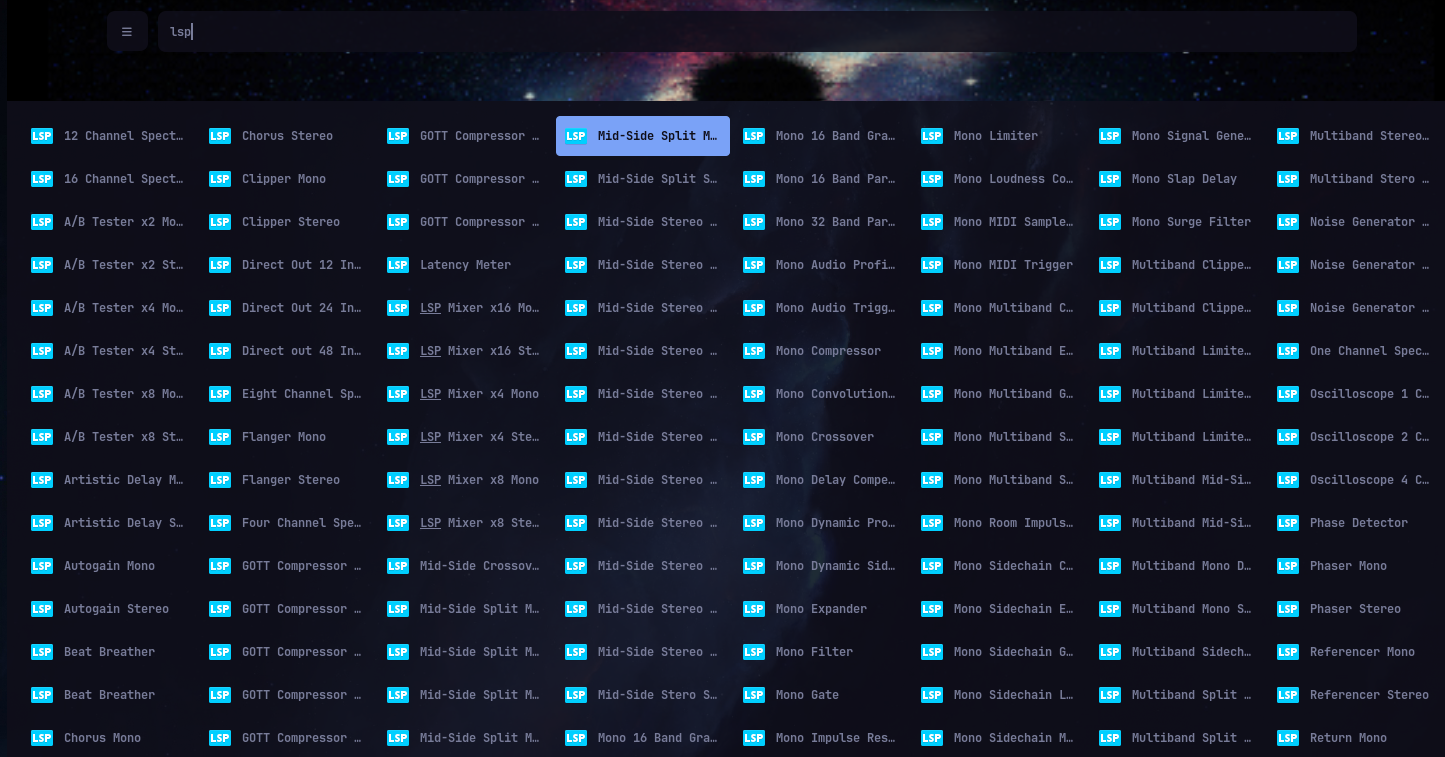 lsp
LSP 12 Channel Spect…
LSP 16 Channel Spect…
LSP A/B Tester x2 Mo…
LSP A/B Tester x2 St…
LSP A/B Tester x4 Mo…
LSP A/B Tester x4 St…
LSP A/B Tester x8 Mo…
LSP A/B Tester x8 St…
LSP Artistic Delay M…
LSP Artistic Delay S…
LSP Autogain Mono
LSP Autogain Stereo
LSP Beat Breather
LSP Beat Breather
LSP Chorus Mono
LSP Chorus Stereo
LSP Clipper Mono
LSP Clipper Stereo
LSP Direct Out 12 In…
LSP Direct Out 24 In…
LSP Direct out 48 In…
LSP Eight Channel Sp…
LSP Flanger Mono
LSP Flanger Stereo
LSP Four Channel Spe…
LSP GOTT Compressor …
LSP GOTT Compressor …
LSP GOTT Compressor …
LSP GOTT Compressor …
LSP GOTT Compressor …
LSP GOTT Compressor …
LSP GOTT Compressor …
LSP GOTT Compressor …
LSP Latency Meter
LSP LSP Mixer x16 Mo…
LSP LSP Mixer x16 St…
LSP LSP Mixer x4 Mono
LSP LSP Mixer x4 Ste…
LSP LSP Mixer x8 Mono
LSP LSP Mixer x8 Ste…
LSP Mid-Side Crossov…
LSP Mid-Side Split M…
LSP Mid-Side Split M…
LSP Mid-Side Split M…
LSP Mid-Side Split M…
LSP Mid-Side Split M…
LSP Mid-Side Split S…
LSP Mid-Side Stereo …
LSP Mid-Side Stereo …
LSP Mid-Side Stereo …
LSP Mid-Side Stereo …
LSP Mid-Side Stereo …
LSP Mid-Side Stereo …
LSP Mid-Side Stereo …
LSP Mid-Side Stereo …
LSP Mid-Side Stereo …
LSP Mid-Side Stereo …
LSP Mid-Side Stereo …
LSP Mid-Side Stero S…
LSP Mono 16 Band Gra…
LSP Mono 16 Band Gra…
LSP Mono 16 Band Par…
LSP Mono 32 Band Par…
LSP Mono Audio Profi…
LSP Mono Audio Trigg…
LSP Mono Compressor
LSP Mono Convolution…
LSP Mono Crossover
LSP Mono Delay Compe…
LSP Mono Dynamic Pro…
LSP Mono Dynamic Sid…
LSP Mono Expander
LSP Mono Filter
LSP Mono Gate
LSP Mono Impulse Res…
LSP Mono Limiter
LSP Mono Loudness Co…
LSP Mono MIDI Sample…
LSP Mono MIDI Trigger
LSP Mono Multiband C…
LSP Mono Multiband E…
LSP Mono Multiband G…
LSP Mono Multiband S…
LSP Mono Multiband S…
LSP Mono Room Impuls…
LSP Mono Sidechain C…
LSP Mono Sidechain E…
LSP Mono Sidechain G…
LSP Mono Sidechain L…
LSP Mono Sidechain M…
LSP Mono Signal Gene…
LSP Mono Slap Delay
LSP Mono Surge Filter
LSP Multiband Clippe…
LSP Multiband Clippe…
LSP Multiband Limite…
LSP Multiband Limite…
LSP Multiband Limite…
LSP Multiband Mid-Si…
LSP Multiband Mid-Si…
LSP Multiband Mono D…
LSP Multiband Mono S…
LSP Multiband Sidech…
LSP Multiband Split …
LSP Multiband Split …
LSP Multiband Stereo…
LSP Multiband Stero …
LSP Noise Generator …
LSP Noise Generator …
LSP Noise Generator …
LSP One Channel Spec…
LSP Oscilloscope 1 C…
LSP Oscilloscope 2 C…
LSP Oscilloscope 4 C…
LSP Phase Detector
LSP Phaser Mono
LSP Phaser Stereo
LSP Referencer Mono
LSP Referencer Stereo
LSP Return Mono